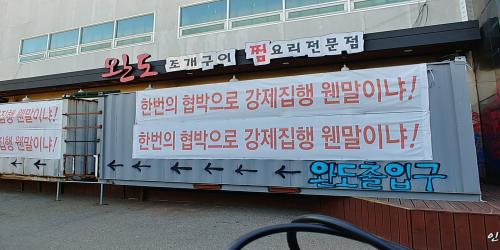 완도 조개구이 찜요리전문점
한번의 협박으로 강제집행 웬말이냐!
한번의 협박으로 강제집행 웬말이냐!
집행 웬말이냐!
집행 웬말이냐!
← ← ← ← ← ← ← ←
완도출입구
인